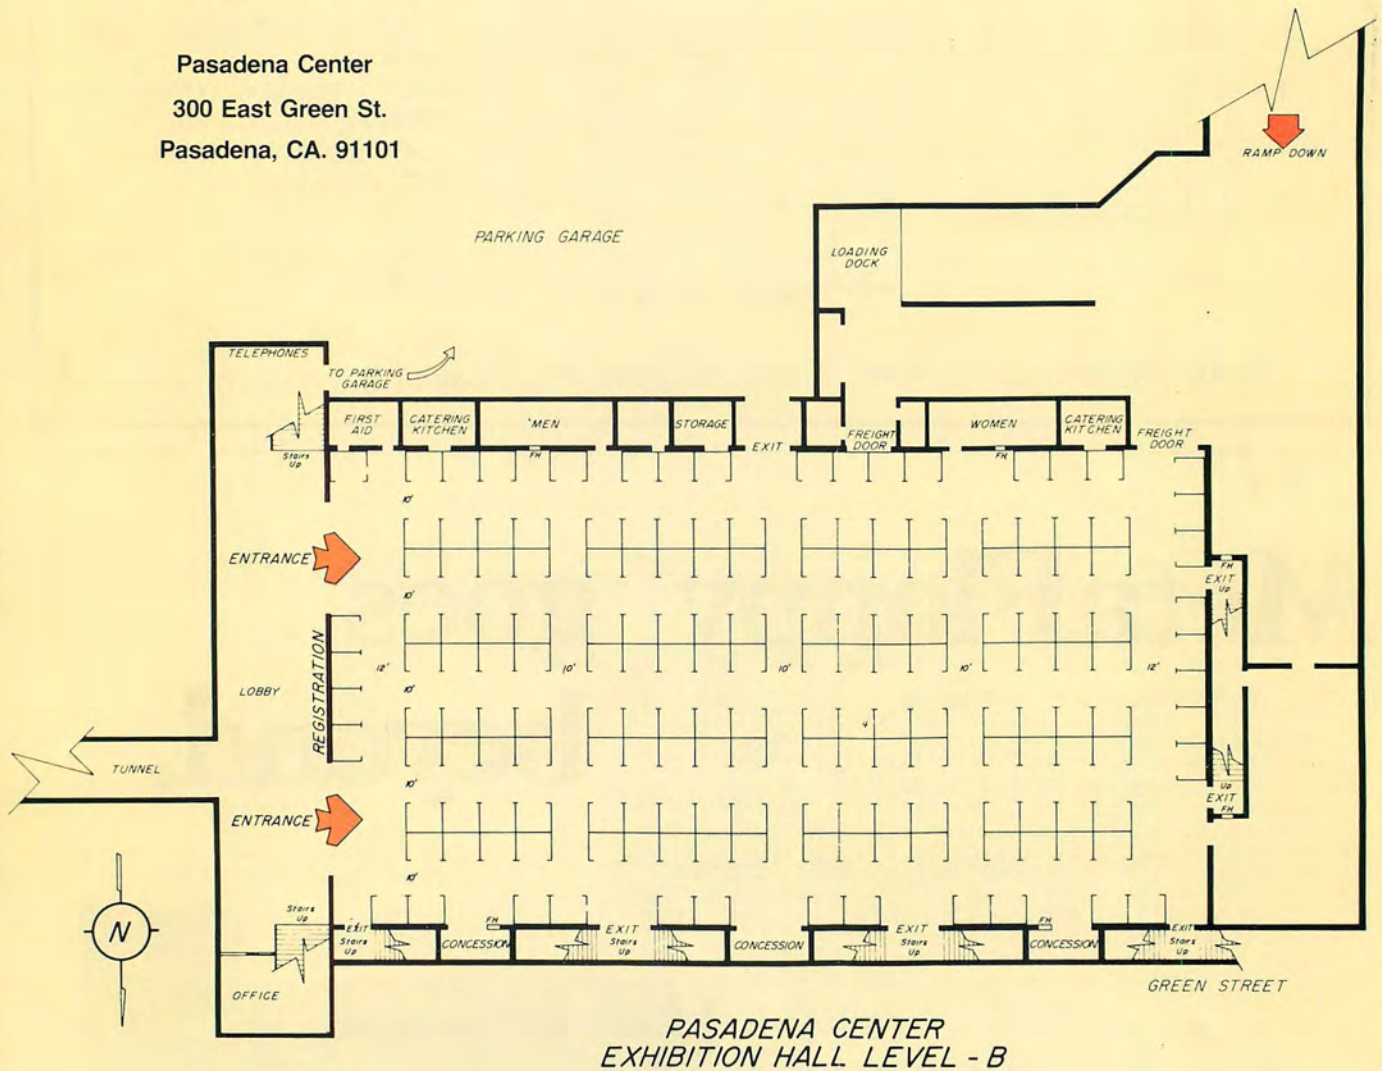 Pasadena Center
300 East Green St.
Pasadena, CA. 91101
RAMP DOWN
PARKING GARAGE
LOADING
DOCK
TELEPHONES
TO PARKING
GARAGE
FIRST
AID
CATERING
KITCHEN
MEN
STORAGE
EXIT
FREIGHT
DOOR
WOMEN
CATERING
KITCHEN
FREIGHT
DOOR
Stairs
Up
FH
FH
10'
ENTRANCE
FH
EXIT
Up
10'
REGISTRATION
12'
10'
10'
10'
12'
LOBBY
10'
4
TUNNEL
10'
Up
EXIT
FH
ENTRANCE
10'
N
Stairs
Up
EXIT
Stairs
Up
FH
CONCESSION
EXIT
Stairs
Up
CONCESSION
EXIT
Stairs
Up
FH
CONCESSION
EXIT
Stairs
Up
OFFICE
GREEN STREET
PASADENA CENTER
EXHIBITION HALL LEVEL - B